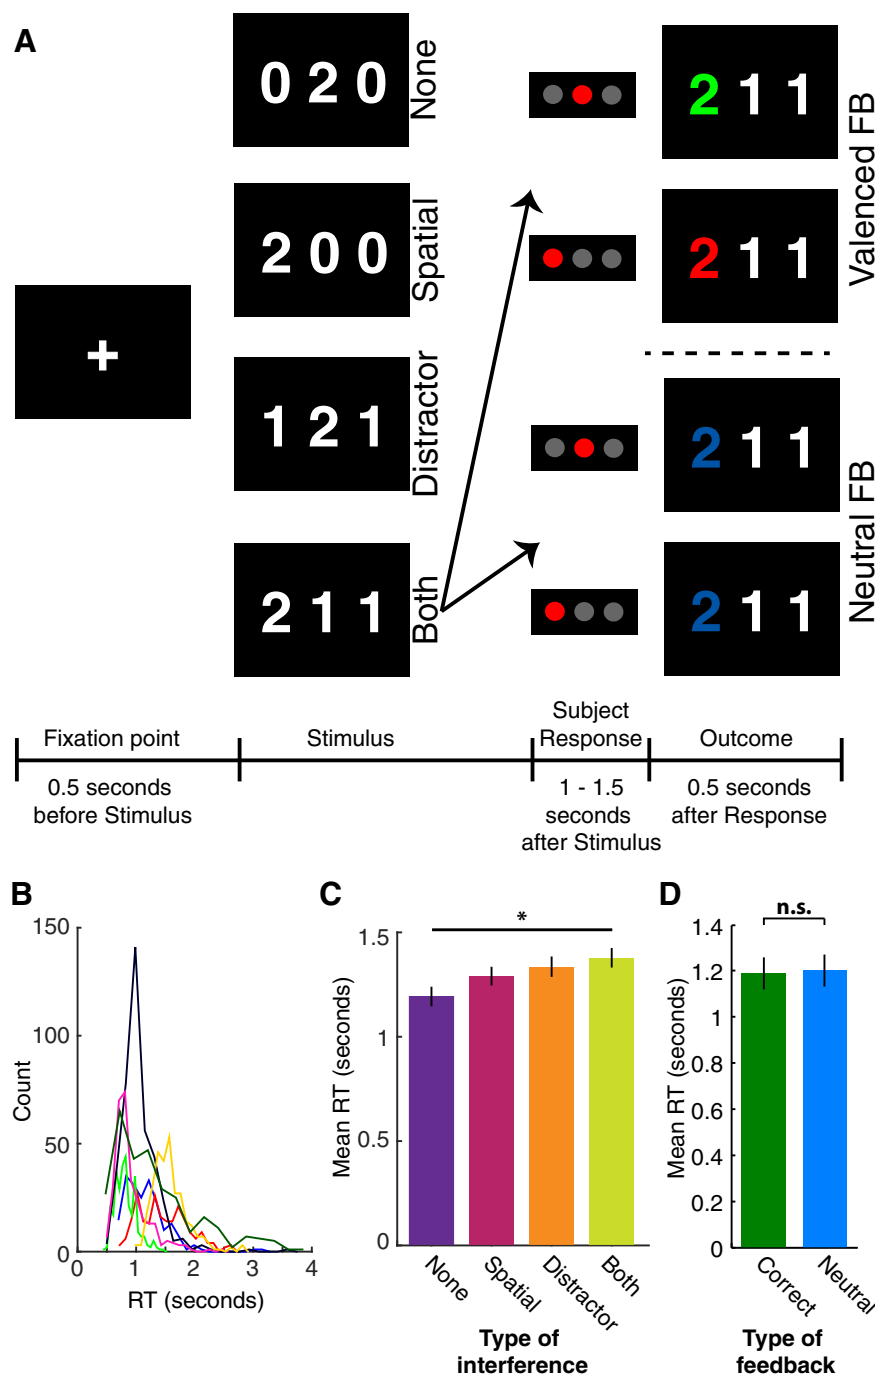 A
0 2 0
None
2 1 1
Valenced FB
2 0 0
Spatial
2 1 1
+
1 2 1
Distractor
2 1 1
Neutral FB
2 1 1
Both
2 1 1
Fixation point
Stimulus
Subject
Response
Outcome
0.5 seconds
before Stimulus
1 - 1.5
seconds
after Stimulus
0.5 seconds
after Response
B
150
100
50
0
Count
0 1 2 3 4
RT (seconds)
C
*
1.5
1
0.5
0
Mean RT (seconds)
None
Spatial
Distractor
Both
Type of
interference
D
n.s.
1.4
1.2
1
0.8
0.6
0.4
0.2
0
Mean RT (seconds)
Correct
Neutral
Type of
feedback